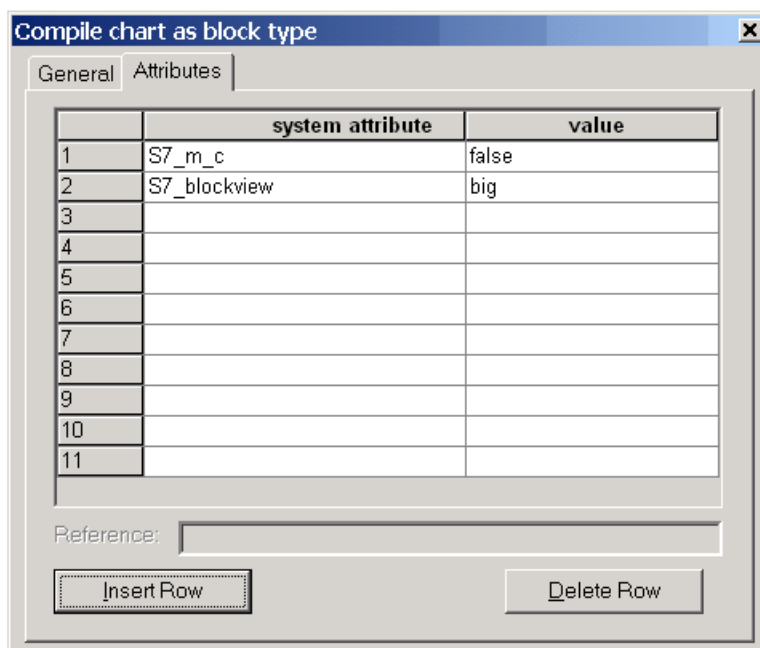 Compile chart as block type
General Attributes
system attribute value
1 S7_m_c false
2 S7_blockview big
3
4
5
6
7
8
9
10
11
Reference:
Insert Row Delete Row